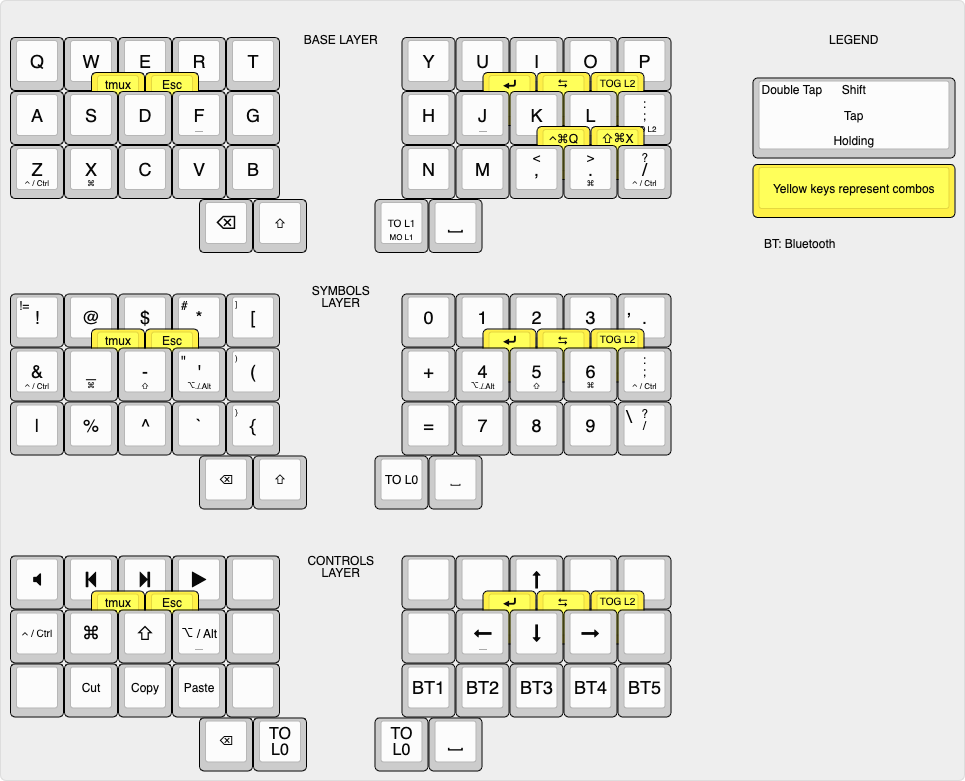 BASE LAYER
LEGEND
Q W E R T
Y U I O P
tmux Esc
↵ ⇆ TOG L2
Double Tap Shift
Tap
Holding
A S D F G
_
H J K L : ;
_ L2
^⌘Q ⇧⌘X
Z X C V B
^ / Ctrl ⌘
N M < , > . ? /
⌘ ^ / Ctrl
Yellow keys represent combos
⌫ ⇧
TO L1
MO L1
⎵
BT: Bluetooth
SYMBOLS
LAYER
!= ! @ $ # * ] [
0 1 2 3 ' .
tmux Esc
↵ ⇆ TOG L2
& _ - " ' ) (
^ / Ctrl ⌘ ⇧ ⌥./.Alt
+ 4 5 6 : ;
⌥./.Alt ⇧ ⌘ ^ / Ctrl
| % ^ ` ) {
= 7 8 9 \ ? /
⌫ ⇧
TO L0 ⎵
CONTROLS
LAYER
↑
tmux Esc
↵ ⇆ TOG L2
^ / Ctrl ⌘ ⇧ ⌥ / Alt
_
← ↓ →
_
Cut Copy Paste
BT1 BT2 BT3 BT4 BT5
⌫ TO
L0
TO
L0
⎵